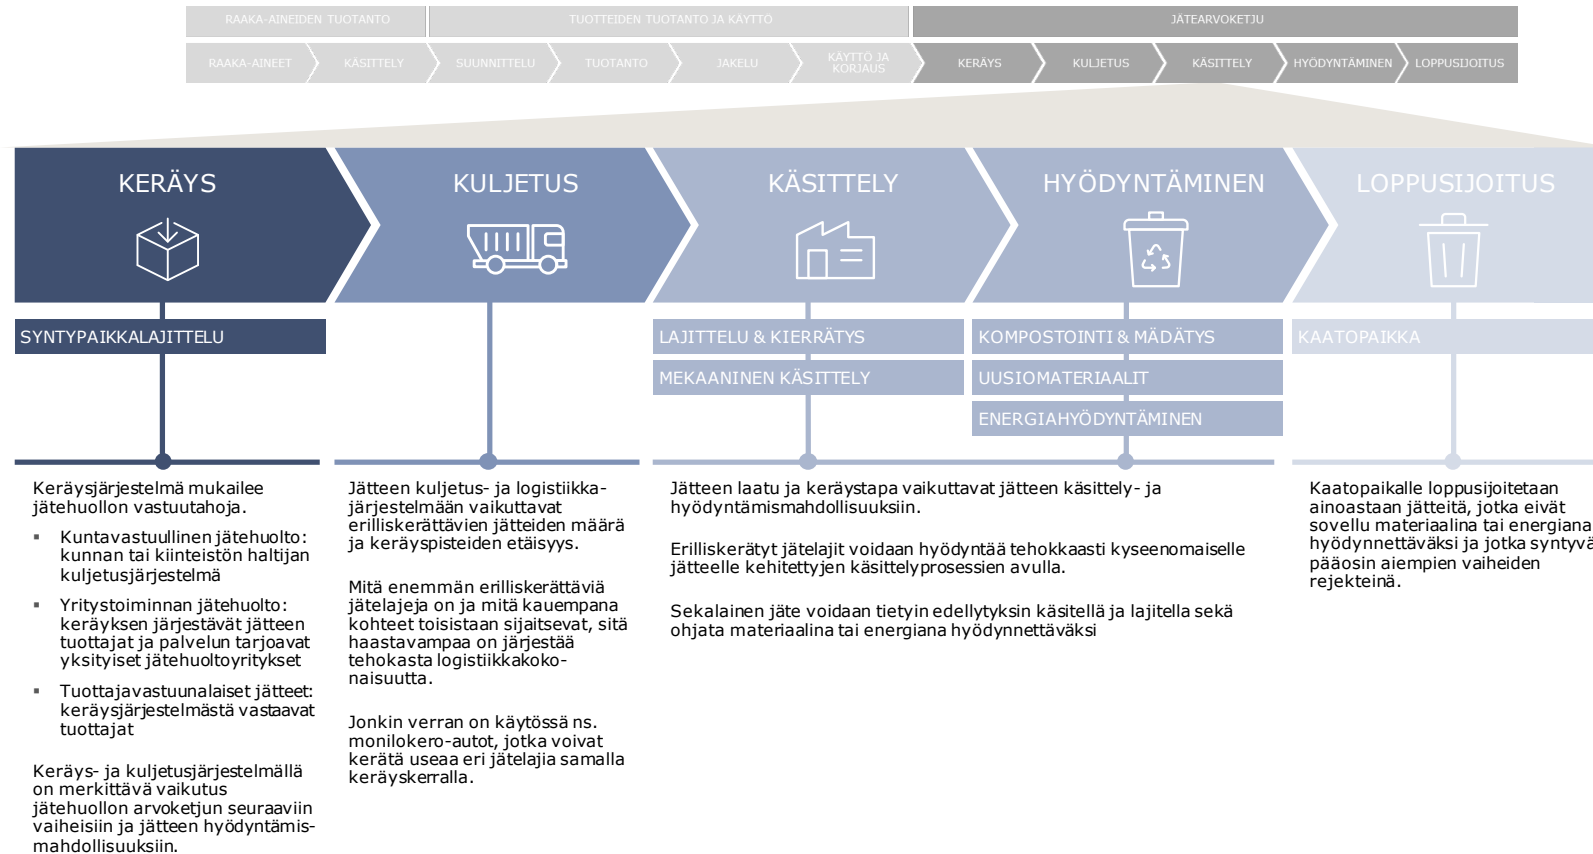 RAAKA-AINEIDEN TUOTANTO
TUOTTEIDEN TUOTANTO JA KÄYTTÖ
JÄTEARVOKETJU
RAAKA-AINEET
KÄSITTELY
SUUNNITTELU
TUOTANTO
JAKELU
KÄYTTÖ JA
KORJAUS
KERÄYS
KULJETUS
KÄSITTELY
HYÖDYNTÄMINEN
LOPPUSIJOITUS
KERÄYS
KULJETUS
KÄSITTELY
HYÖDYNTÄMINEN
LOPPUSIJOITUS
SYNTYPAIKKALAJITTELU
LAJITTELU & KIERRÄTYS
MEKAANINEN KÄSITTELY
KOMPOSTOINTI & MÄDÄTYS
UUSIOMATERIAALIT
ENERGIAHYÖDYNTÄMINEN
KAATOPAIKKA
Keräysjärjestelmä mukailee
jätehuollon vastuutahoja.
▪ Kuntavastuullinen jätehuolto:
kunnan tai kiinteistön haltijan
kuljetusjärjestelmä
▪ Yritystoiminnan jätehuolto:
keräyksen järjestävät jätteen
tuottajat ja palvelun tarjoavat
yksityiset jätehuoltoyritykset
▪ Tuottajavastuunalaiset jätteet:
keräysjärjestelmästä vastaavat
tuottajat
Keräys- ja kuljetusjärjestelmällä
on merkittävä vaikutus
jätehuollon arvoketjun seuraaviin
vaiheisiin ja jätteen hyödyntämis-
mahdollisuuksiin.
Jätteen kuljetus- ja logistiikka-
järjestelmään vaikuttavat
erilliskerättävien jätteiden määrä
ja keräyspisteiden etäisyys.
Mitä enemmän erilliskerättäviä
jätelajeja on ja mitä kauempana
kohteet toisistaan sijaitsevat, sitä
haastavampaa on järjestää
tehokasta logistiikkakoko-
naisuutta.
Jonkin verran on käytössä ns.
monilokero-autot, jotka voivat
kerätä useaa eri jätelajia samalla
keräyskerralla.
Jätteen laatu ja keräystapa vaikuttavat jätteen käsittely- ja
hyödyntämismahdollisuuksiin.
Erilliskerätyt jätelajit voidaan hyödyntää tehokkaasti kyseenomaiselle
jätteelle kehitettyjen käsittelyprosessien avulla.
Sekalainen jäte voidaan tietyin edellytyksin käsitellä ja lajitella sekä
ohjata materiaalina tai energiana hyödynnettäväksi
Kaatopaikalle loppusijoitetaan
ainoastaan jätteitä, jotka eivät
sovellu materiaalina tai energiana
hyödynnettäväksi ja jotka syntyvä
pääosin aiempien vaiheiden
rejekteinä.